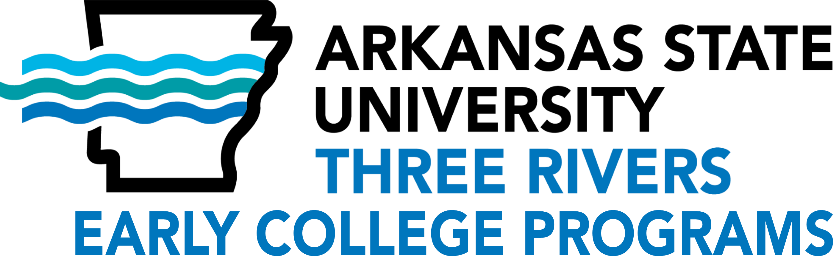 ARKANSAS STATE
UNIVERSITY
THREE RIVERS
EARLY COLLEGE PROGRAMS